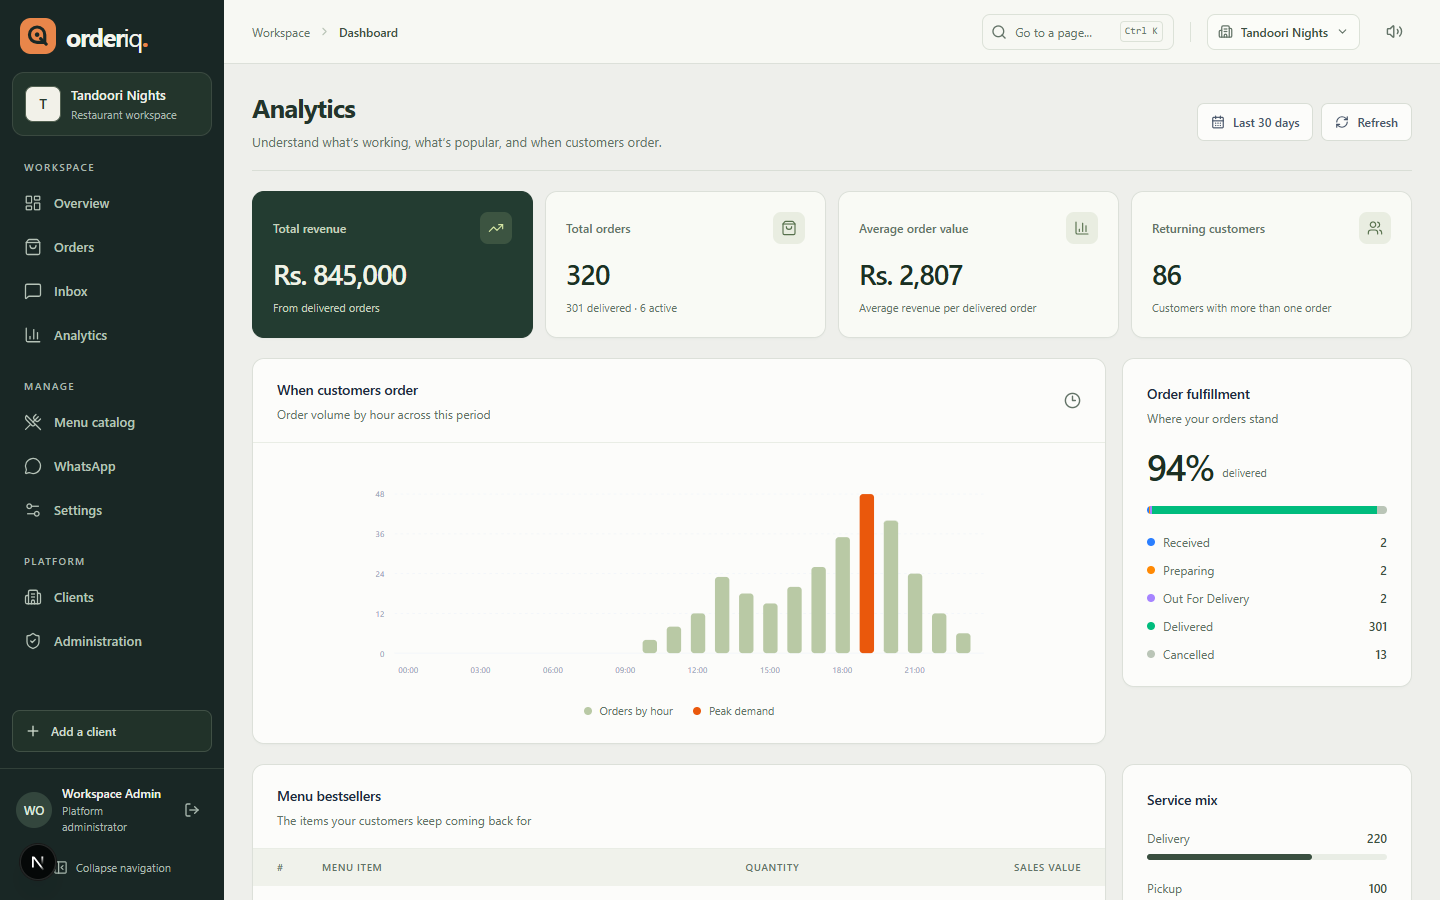 orderiq.
Tandoori Nights
T
Restaurant workspace
WORKSPACE
Overview
Orders
Inbox
Analytics
MANAGE
Menu catalog
WhatsApp
Settings
PLATFORM
Clients
Administration
Add a client
Workspace Admin
WO
Platform
administrator
N
Collapse navigation
Workspace > Dashboard
Go to a page...
Ctrl K
Tandoori Nights
Analytics
Understand what's working, what's popular, and when customers order.
Last 30 days
Refresh
Total revenue
Rs. 845,000
From delivered orders
Total orders
320
301 delivered · 6 active
Average order value
Rs. 2,807
Average revenue per delivered order
Returning customers
86
Customers with more than one order
When customers order
Order volume by hour across this period
48
36
24
12
0
00:00 03:00 06:00 09:00 12:00 15:00 18:00 21:00
Orders by hour
Peak demand
Order fulfillment
Where your orders stand
94% delivered
Received 2
Preparing 2
Out For Delivery 2
Delivered 301
Cancelled 13
Menu bestsellers
The items your customers keep coming back for
# MENU ITEM QUANTITY SALES VALUE
Service mix
Delivery 220
Pickup 100